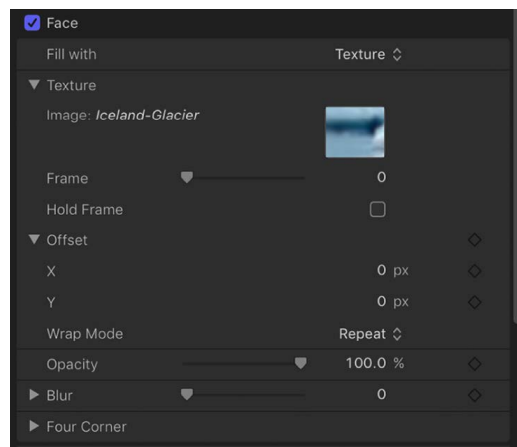 Face
Fill with Texture
Texture
Image: Iceland-Glacier
Frame 0
Hold Frame
Offset
X 0 px
Y 0 px
Wrap Mode Repeat
Opacity 100.0 %
Blur 0
Four Corner